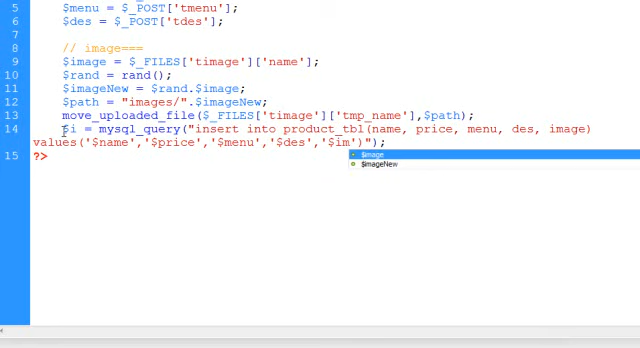 5 $menu = $_POST['tmenu'];
6 $des = $_POST['tdes'];
7
8 // image===
9 $image = $_FILES['timage']['name'];
10 $rand = rand();
11 $imageNew = $rand.$image;
12 $path = "images/".$imageNew;
13 move_uploaded_file($_FILES['timage']['tmp_name'],$path);
14 $i = mysql_query("insert into product_tbl(name, price, menu, des, image)
values('$name','$price','$menu','$des','$im')");
$image
$imageNew
15 ?>